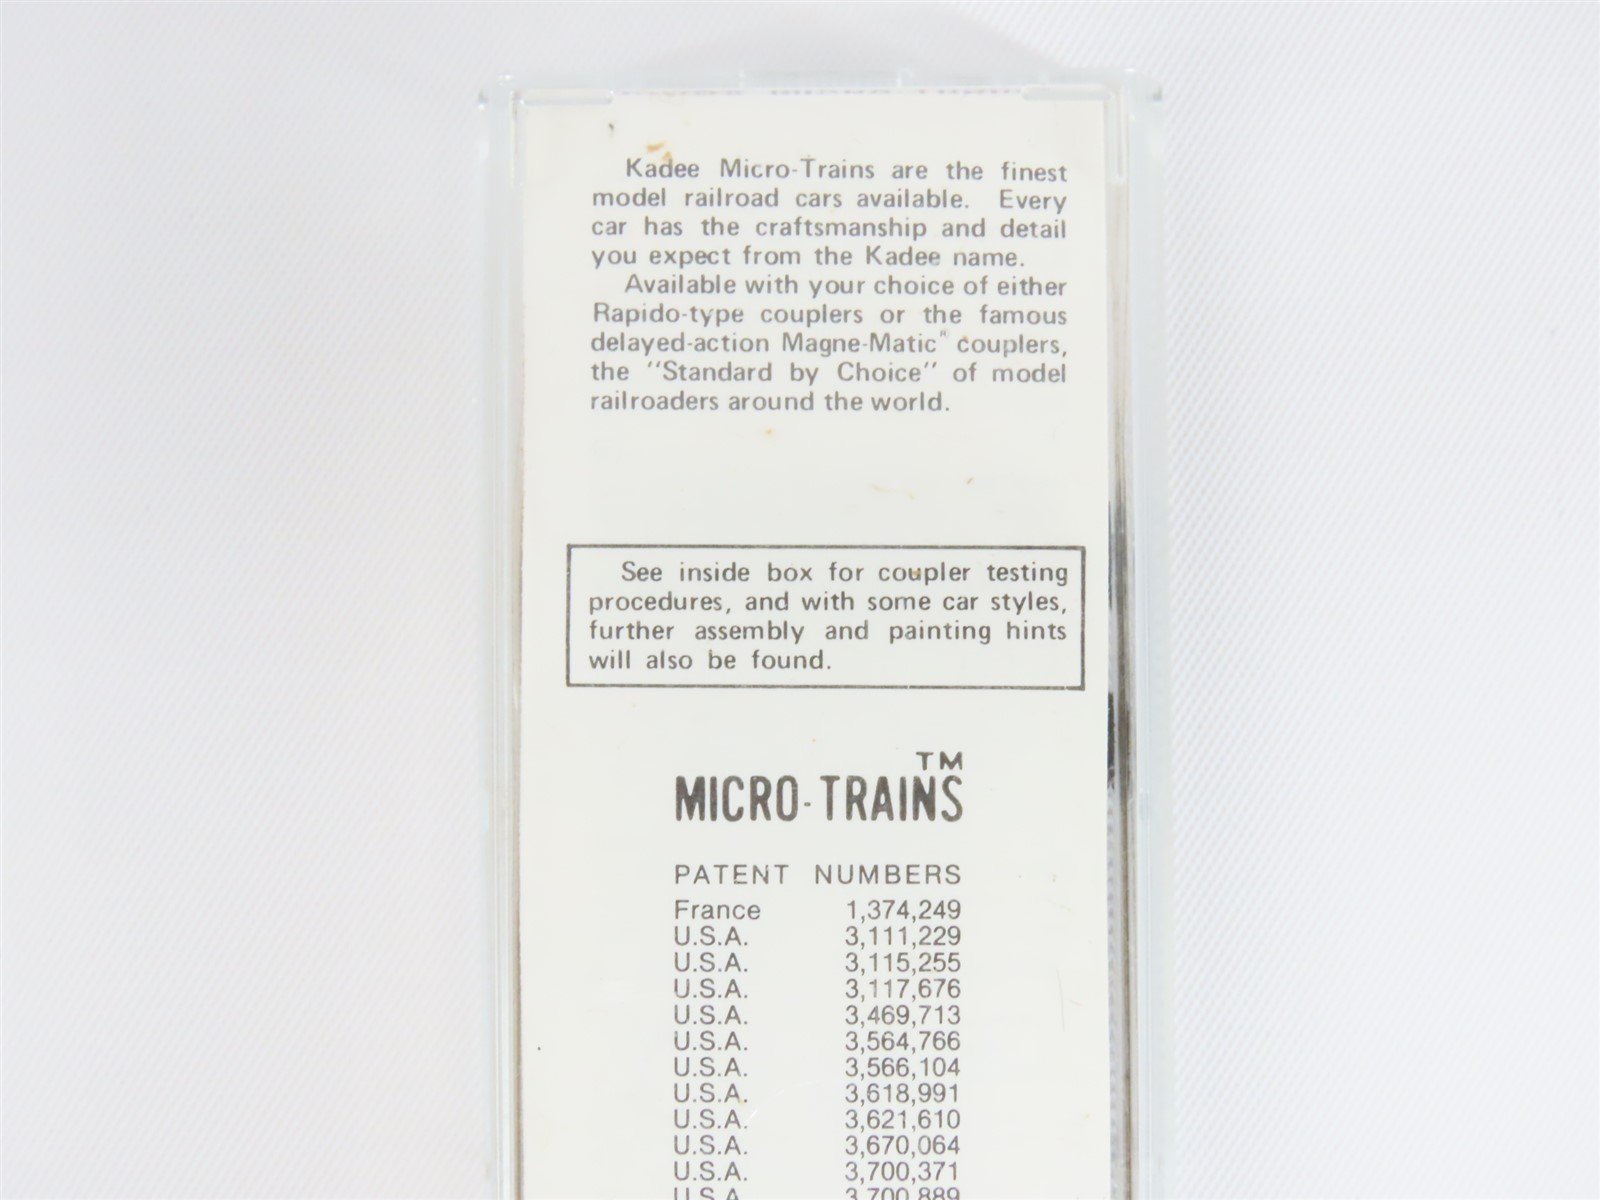 Kadee Micro-Trains are the finest
model railroad cars available. Every
car has the craftsmanship and detail
you expect from the Kadee name.
Available with your choice of either
Rapido-type couplers or the famous
delayed-action Magne-Matic® couplers,
the "Standard by Choice" of model
railroaders around the world.
See inside box for coupler testing
procedures, and with some car styles,
further assembly and painting hints
will also be found.
MICRO-TRAINS™
PATENT NUMBERS
France 1,374,249
U.S.A. 3,111,229
U.S.A. 3,115,255
U.S.A. 3,117,676
U.S.A. 3,469,713
U.S.A. 3,564,766
U.S.A. 3,566,104
U.S.A. 3,618,991
U.S.A. 3,621,610
U.S.A. 3,670,064
U.S.A. 3,700,371
U.S.A. 3,700,889